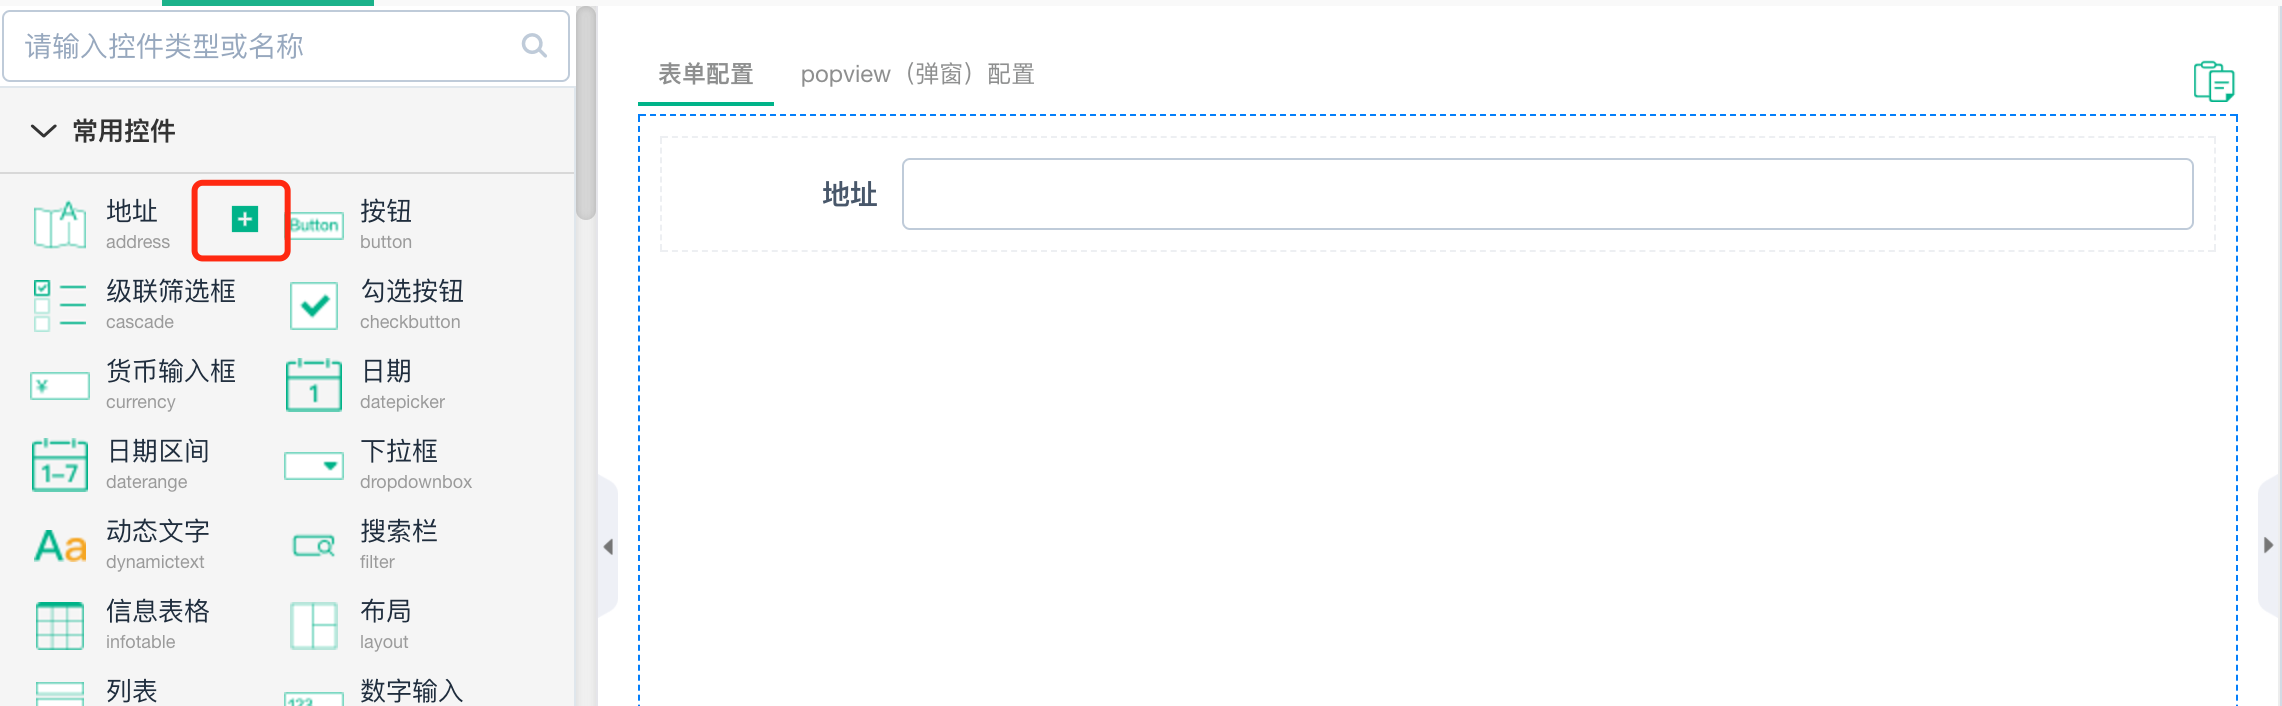 请输入控件类型或名称
常用控件
地址
address
Button
按钮
button
级联筛选框
cascade
勾选按钮
checkbutton
¥
货币输入框
currency
1
日期
datepicker
1-7
日期区间
daterange
下拉框
dropdownbox
Aa
动态文字
dynamictext
搜索栏
filter
信息表格
infotable
布局
layout
列表
123
数字输入
表单配置
popview（弹窗）配置
地址